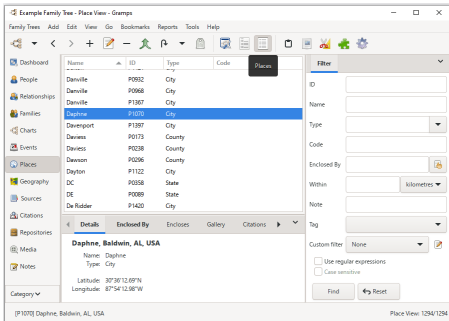 Example Family Tree - Place View - Gramps
Family Trees Add Edit View Go Bookmarks Reports Tools Help
Dashboard
People
Relationships
Families
Charts
Events
Places
Geography
Sources
Citations
Repositories
Media
Notes
Category
Name ID Type Code
Places
Danville P0932 City
Danville P0968 City
Danville P1367 City
Daphne P1070 City
Davenport P1397 City
Daviess P0173 County
Daviess P0238 County
Dawson P0296 County
Dayton P1122 City
DC P0358 State
DE P0089 State
De Ridder P1420 City
Details Enclosed By Encloses Gallery Citations
Daphne, Baldwin, AL, USA
Name: Daphne
Type: City
Latitude: 30°36'12.69"N
Longitude: 87°54'12.98"W
Filter
ID
Name
Type
Code
Enclosed By
Within kilometres
Note
Tag
Custom filter None
Use regular expressions
Case sensitive
Find Reset
[P1070] Daphne, Baldwin, AL, USA
Place View: 1294/1294